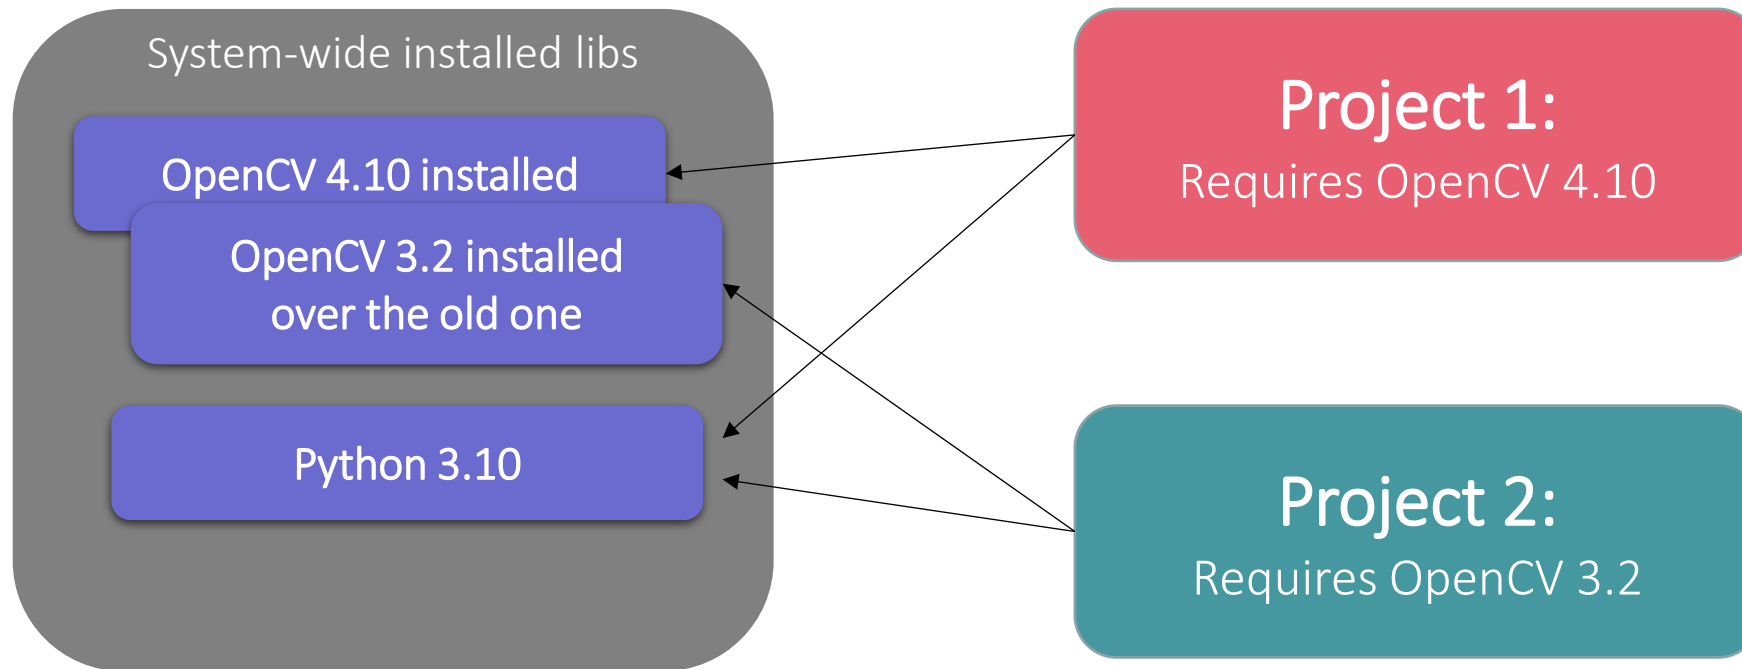 System-wide installed libs
OpenCV 4.10 installed
OpenCV 3.2 installed
over the old one
Python 3.10
Project 1:
Requires OpenCV 4.10
Project 2:
Requires OpenCV 3.2